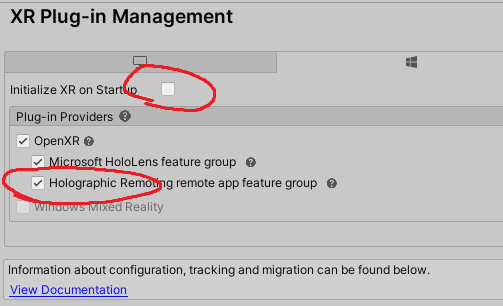 XR Plug-in Management
Initialize XR on Startup
Plug-in Providers
OpenXR
Microsoft HoloLens feature group
Holographic Remoting remote app feature group
Windows Mixed Reality
Information about configuration, tracking and migration can be found below.
View Documentation